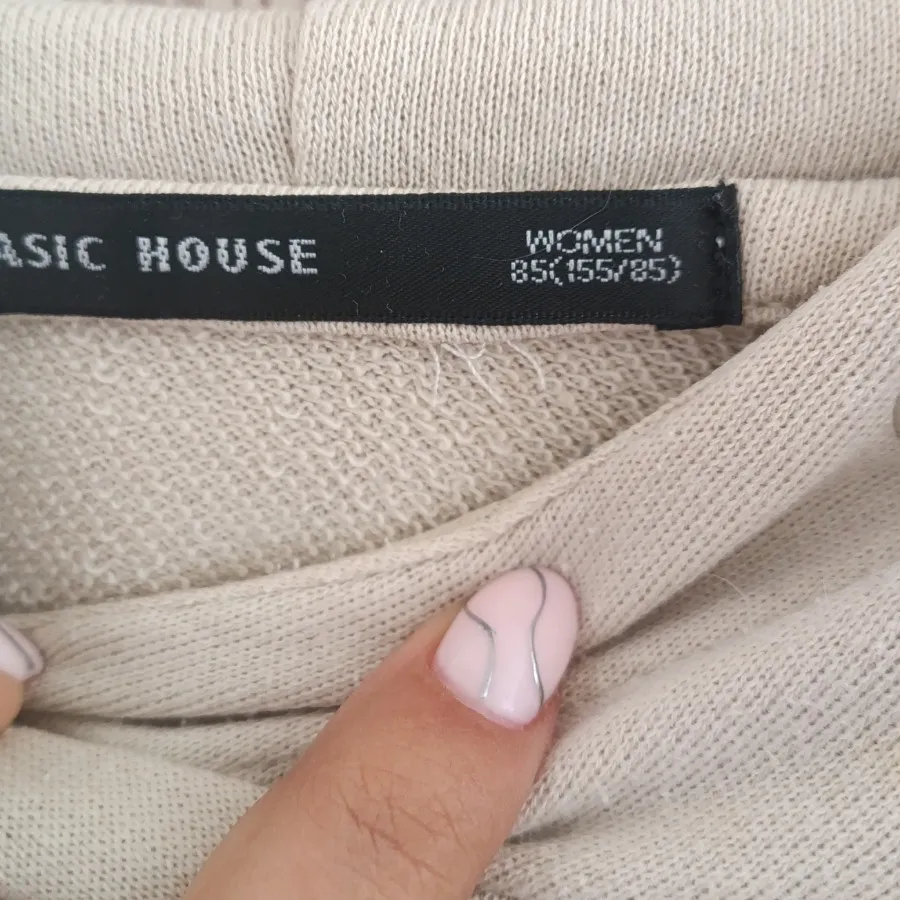 ASIC HOUSE
WOMEN
85(155/85)